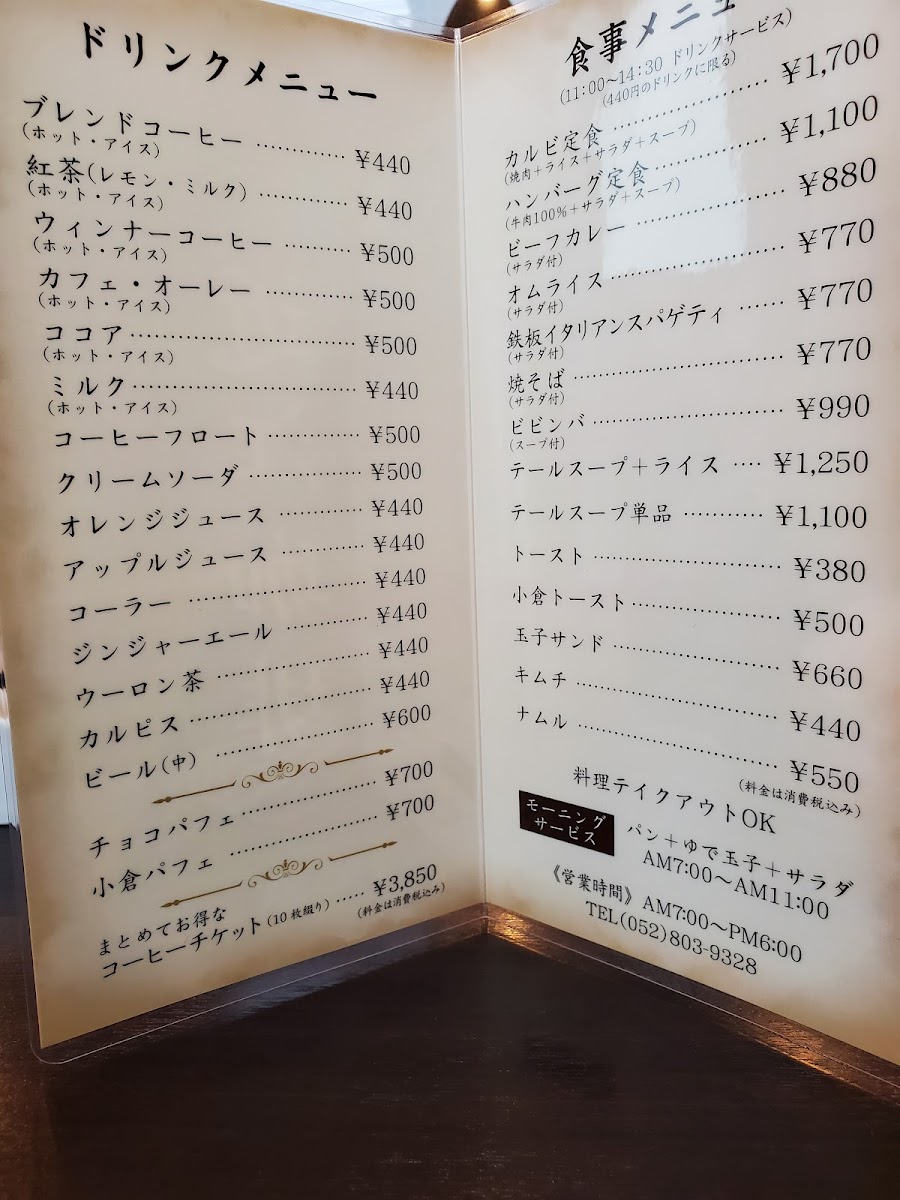 ドリンクメニュー
ブレンドコーヒー ………… ¥440
(ホット・アイス)
紅茶(レモン・ミルク) ………… ¥440
(ホット・アイス)
ウィンナーコーヒー ……… ¥500
(ホット・アイス)
カフェ・オーレー ………… ¥500
(ホット・アイス)
ココア ………………………… ¥500
(ホット・アイス)
ミルク ………………………… ¥440
(ホット・アイス)
コーヒーフロート ………… ¥500
クリームソーダ …………… ¥500
オレンジジュース ………… ¥440
アップルジュース ………… ¥440
コーラー …………………… ¥440
ジンジャーエール ………… ¥440
ウーロン茶 ………………… ¥440
カルピス …………………… ¥440
ビール(中) ………………… ¥600
チョコパフェ ……………… ¥700
小倉パフェ ………………… ¥700
まとめてお得な
コーヒーチケット(10枚綴り) …… ¥3,850
(料金は消費税込み)
食事メニュー
(11:00〜14:30 ドリンクサービス)
(440円のドリンクに限る)
カルビ定食 ………………… ¥1,700
(焼肉+ライス+サラダ+スープ)
ハンバーグ定食 …………… ¥1,100
(牛肉100%+サラダ+スープ)
ビーフカレー ……………… ¥880
(サラダ付)
オムライス ………………… ¥770
(サラダ付)
鉄板イタリアンスパゲティ ……… ¥770
(サラダ付)
焼そば ……………………… ¥770
(サラダ付)
ビビンバ …………………… ¥990
(スープ付)
テールスープ+ライス …… ¥1,250
テールスープ単品 ………… ¥1,100
トースト …………………… ¥380
小倉トースト ……………… ¥500
玉子サンド ………………… ¥660
キムチ ……………………… ¥440
ナムル ……………………… ¥550
(料金は消費税込み)
料理テイクアウトOK
モーニング
サービス
パン+ゆで玉子+サラダ
AM7:00〜AM11:00
《営業時間》AM7:00〜PM6:00
TEL(052)803-9328